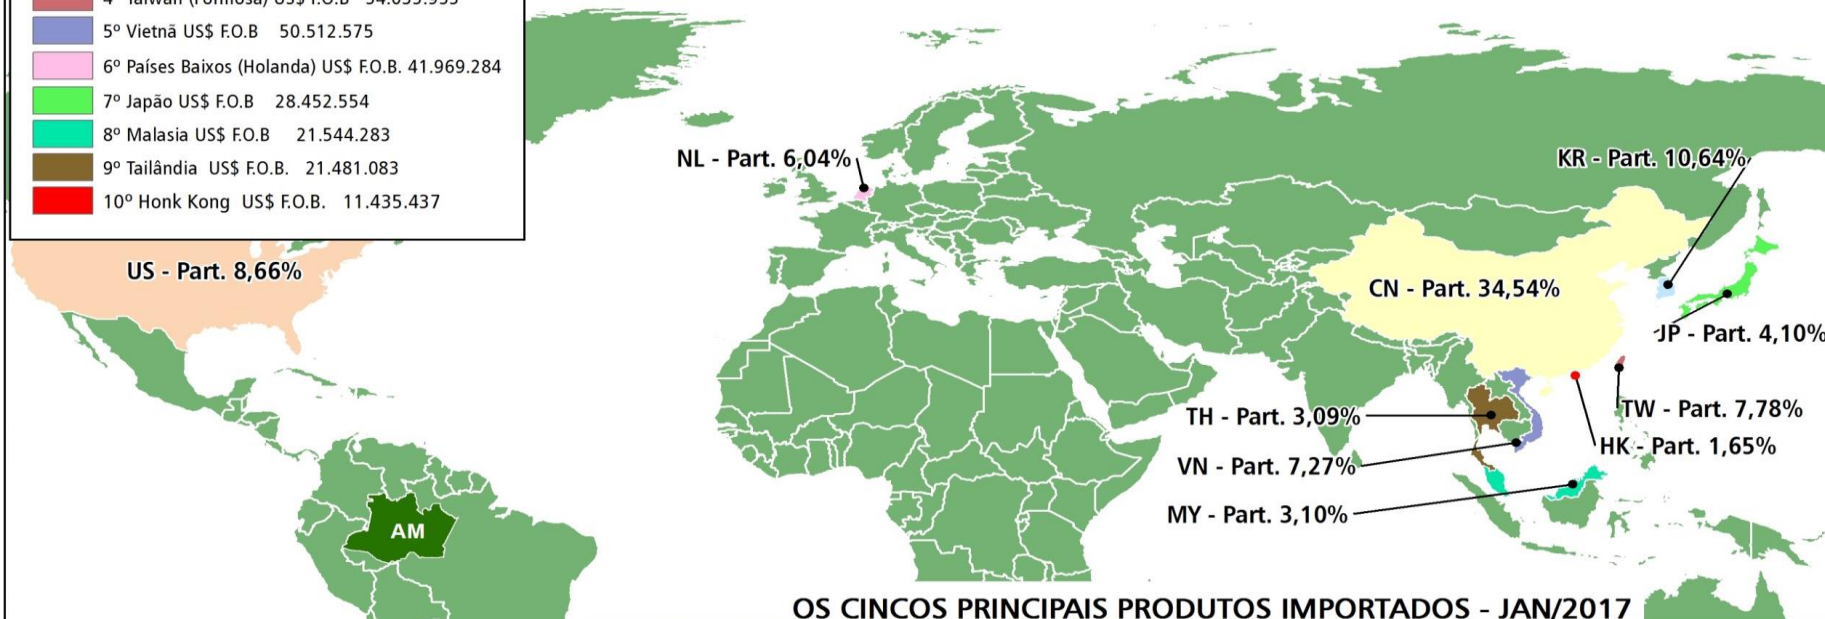 4º Taiwan (Formosa) US$ F.O.B
5º Vietnã US$ F.O.B 50.512.575
6º Países Baixos (Holanda) US$ F.O.B. 41.969.284
7º Japão US$ F.O.B 28.452.554
8º Malasia US$ F.O.B 21.544.283
9º Tailândia US$ F.O.B. 21.481.083
10º Honk Kong US$ F.O.B. 11.435.437
NL - Part. 6,04%
KR - Part. 10,64%
US - Part. 8,66%
CN - Part. 34,54%
JP - Part. 4,10%
TH - Part. 3,09%
TW - Part. 7,78%
HK - Part. 1,65%
VN - Part. 7,27%
MY - Part. 3,10%
AM
OS CINCOS PRINCIPAIS PRODUTOS IMPORTADOS - JAN/2017